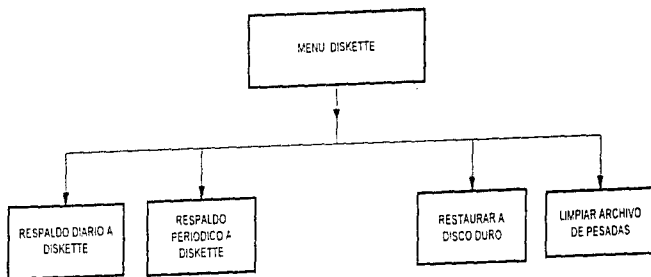 MENU DISKETTE
RESPALDO DIARIO A
DISKETTE
RESPALDO
PERIODICO A
DISKETTE
RESTAURAR A
DISCO DURO
LIMPIAR ARCHIVO
DE PESADAS